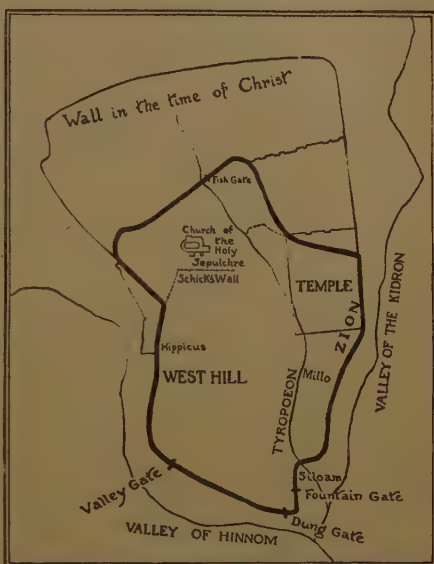 Wall in the time of Christ
Fish Gate
Church of
the
Holy
Sepulchre
Schick's Wall
TEMPLE
ZION
VALLEY OF THE KIDRON
Hippicus
WEST HILL
Millo
TYROPOEON
Siloam
Fountain Gate
Valley Gate
Dung Gate
VALLEY OF HINNOM